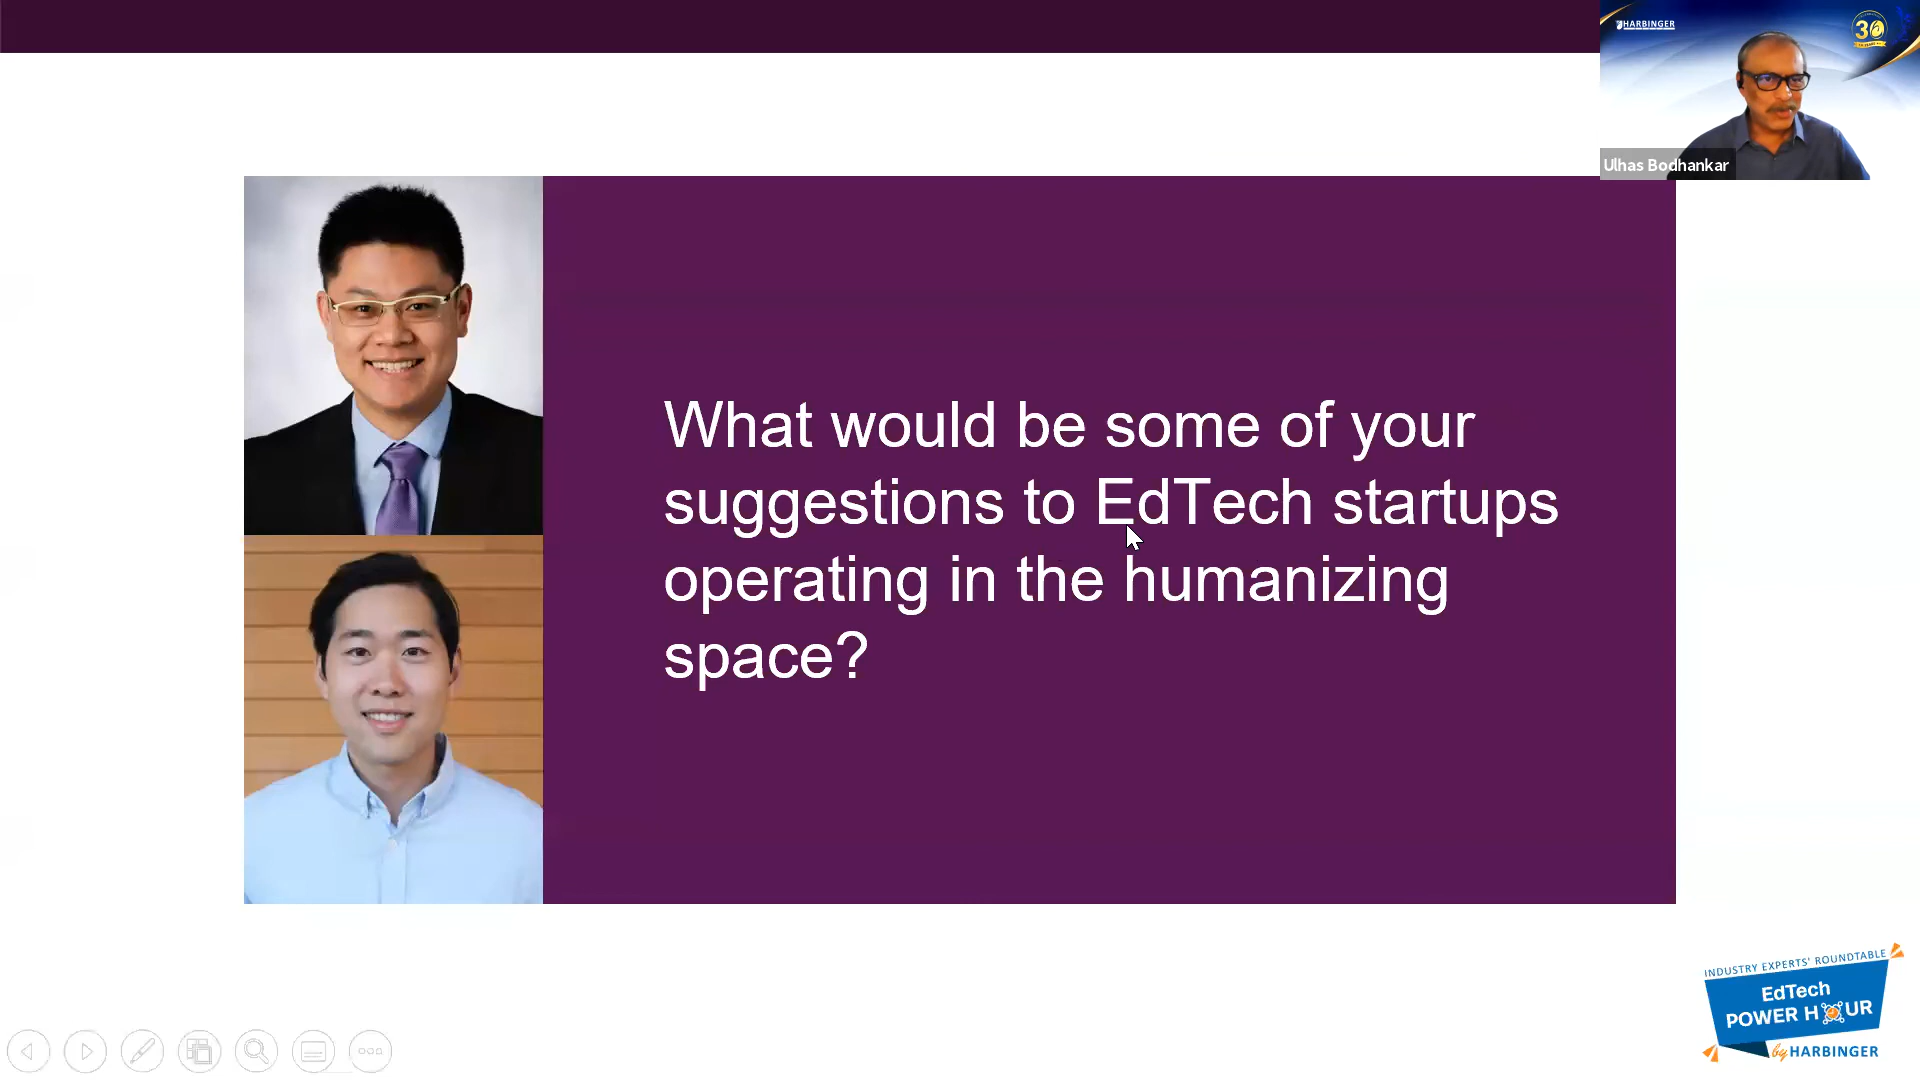 HARBINGER
30
Ulhas Bodhankar
What would be some of your
suggestions to EdTech startups
operating in the humanizing
space?
INDUSTRY EXPERTS' ROUNDTABLE
EdTech
POWER HOUR
by HARBINGER